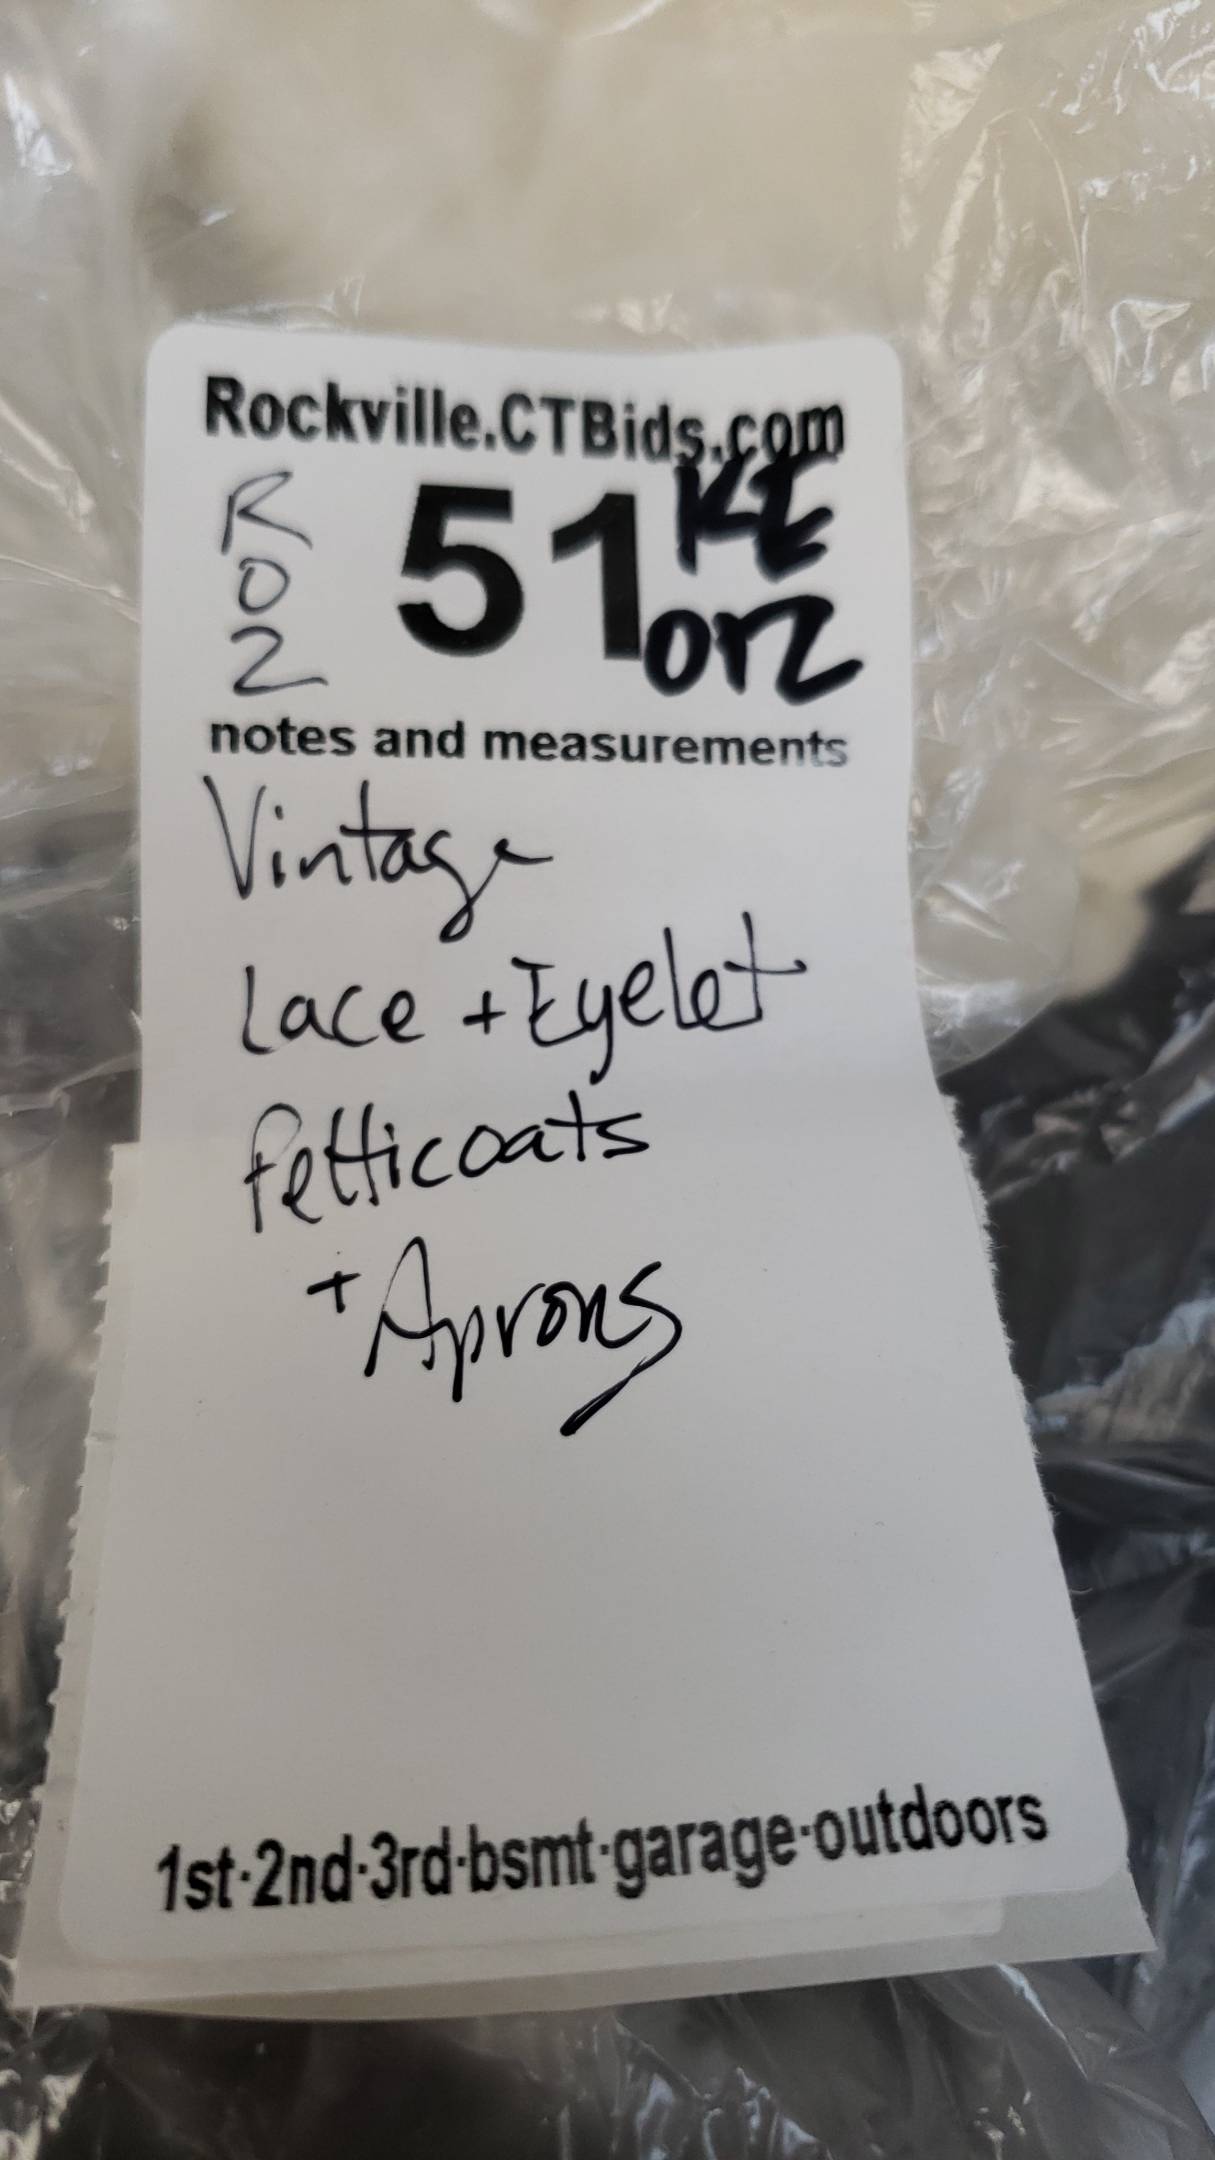 Rockville.CTBids.com
R02
51
KE
notes and measurements
Vintage
Lace + Eyelet
Petticoats
+ Aprons
1st·2nd·3rd·bsmt·garage·outdoors